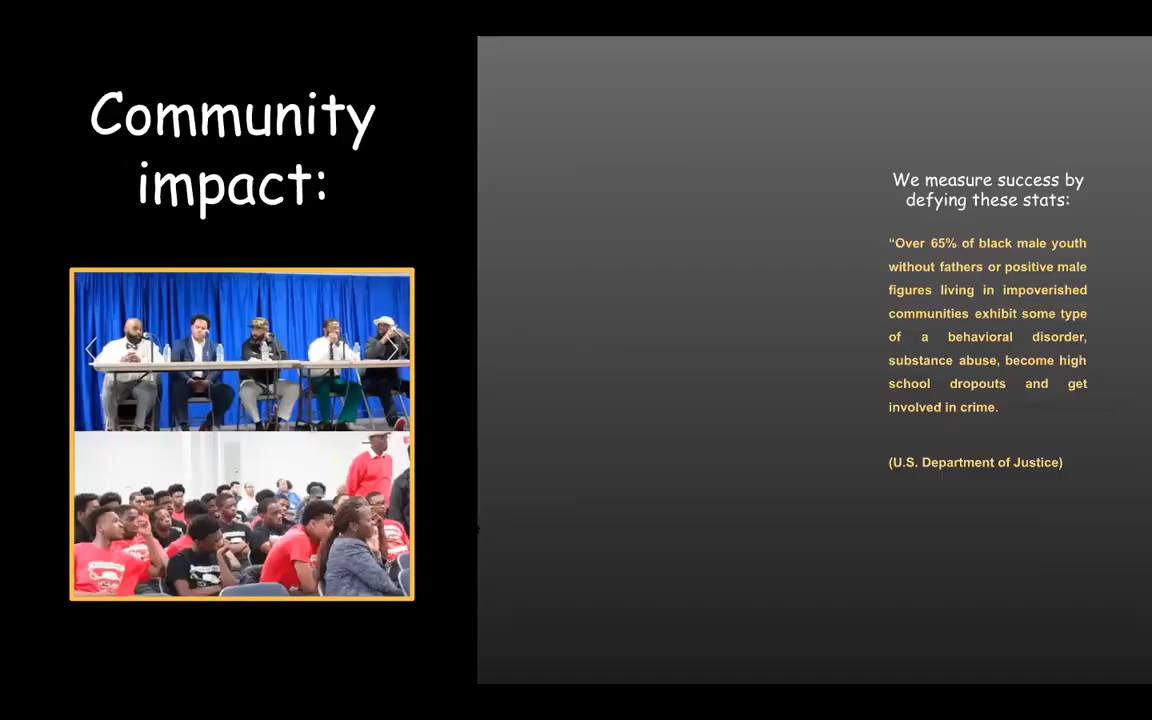 Community
impact:
We measure success by
defying these stats:
“Over 65% of black male youth
without fathers or positive male
figures living in impoverished
communities exhibit some type
of a behavioral disorder,
substance abuse, become high
school dropouts and get
involved in crime.
(U.S. Department of Justice)